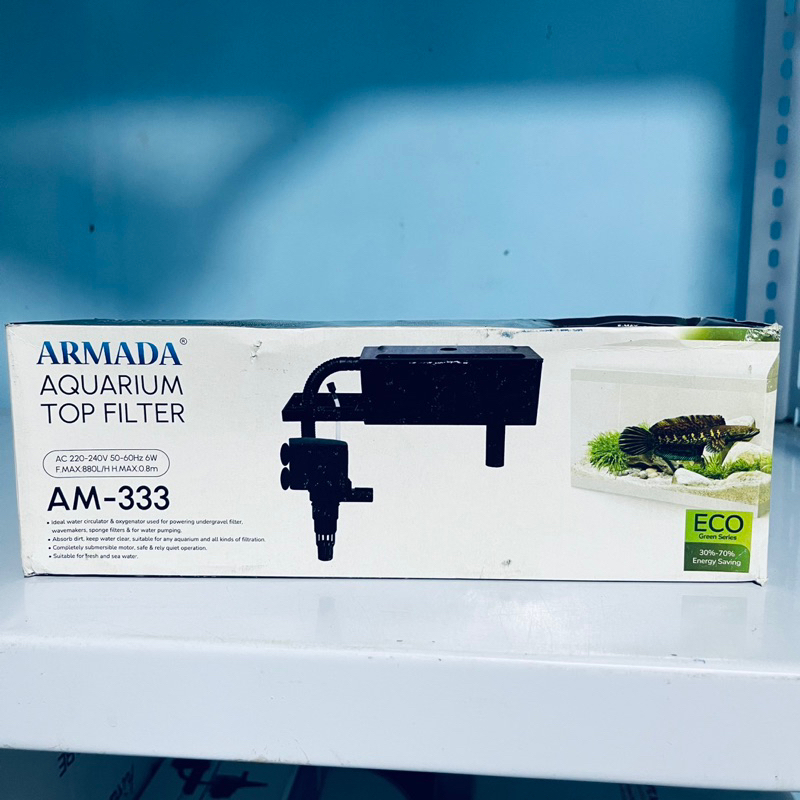 ARMADA®
AQUARIUM
TOP FILTER
AC 220-240V 50-60Hz 6W
F.MAX:880L/H H.MAX:0.8m
AM-333
• Ideal water circulator & oxygenator used for powering undergravel filter,
wavemakers, sponge filters & for water pumping.
• Absorb dirt, keep water clear, suitable for any aquarium and all kinds of filtration.
• Completely submersible motor, safe & rely quiet operation.
• Suitable for fresh and sea water.
ECO
Green Series
30%-70%
Energy Saving